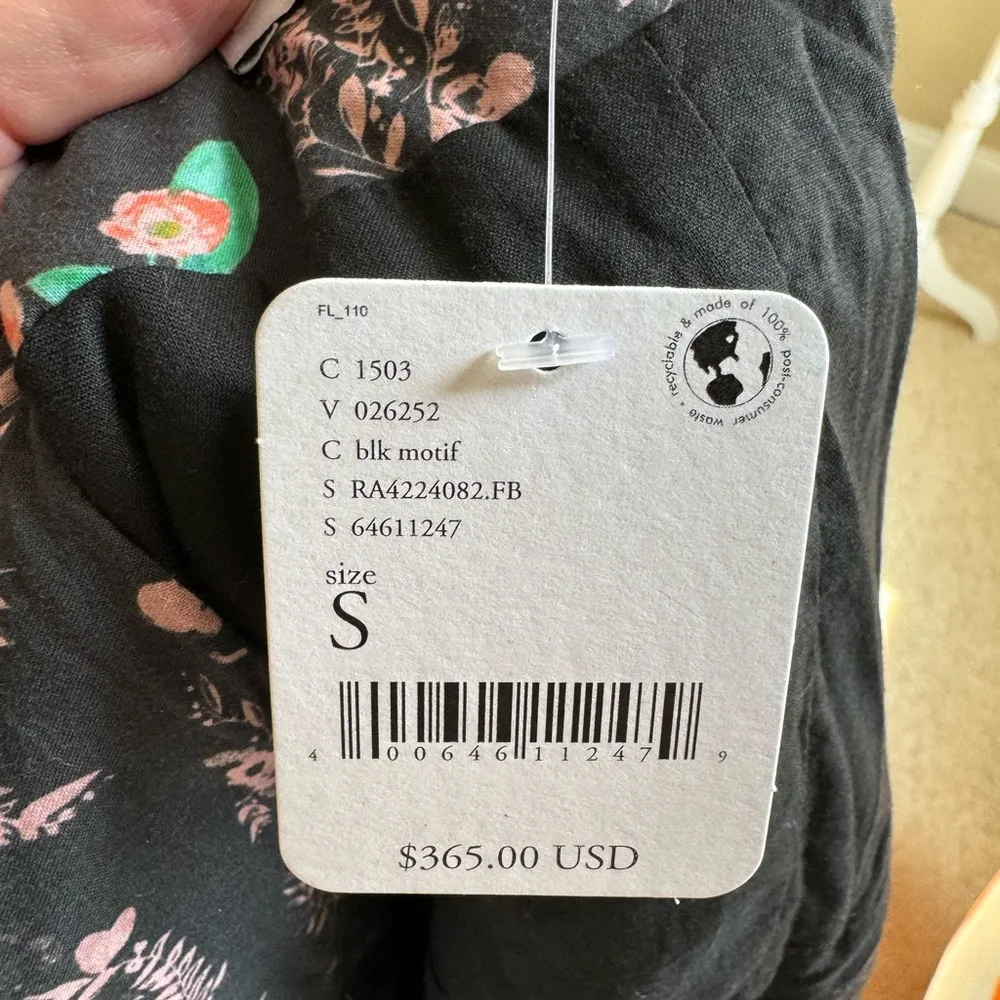 FL_110
recyclable & made of 100% post-consumer waste •
C 1503
V 026252
C blk motif
S RA4224082.FB
S 64611247
size
S
4 00646 11247 9
$365.00 USD